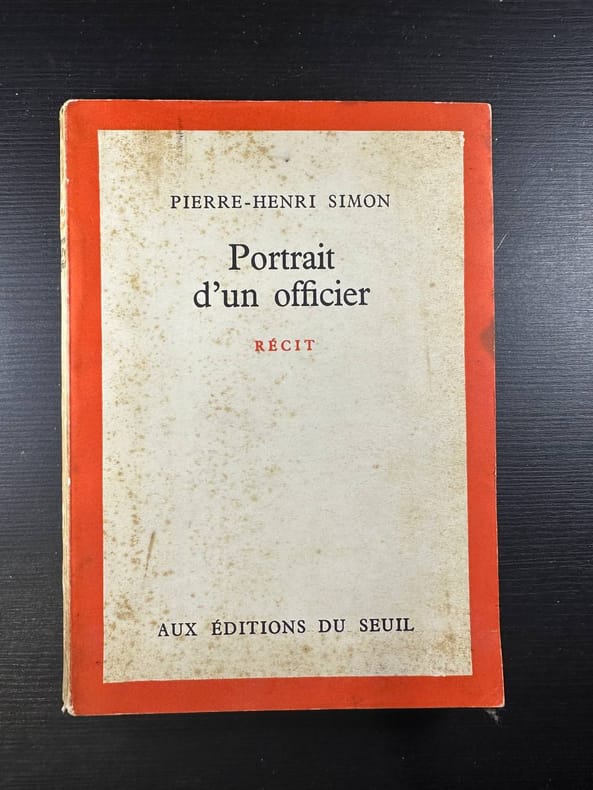 PIERRE-HENRI SIMON
Portrait
d'un officier
RÉCIT
AUX ÉDITIONS DU SEUIL